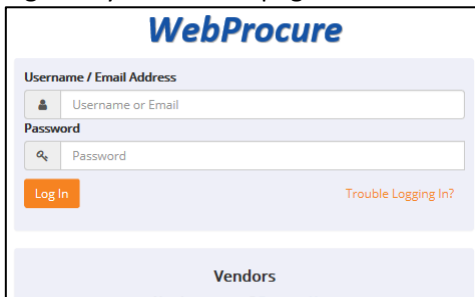 WebProcure
Username / Email Address
Username or Email
Password
Password
Log In
Trouble Logging In?
Vendors